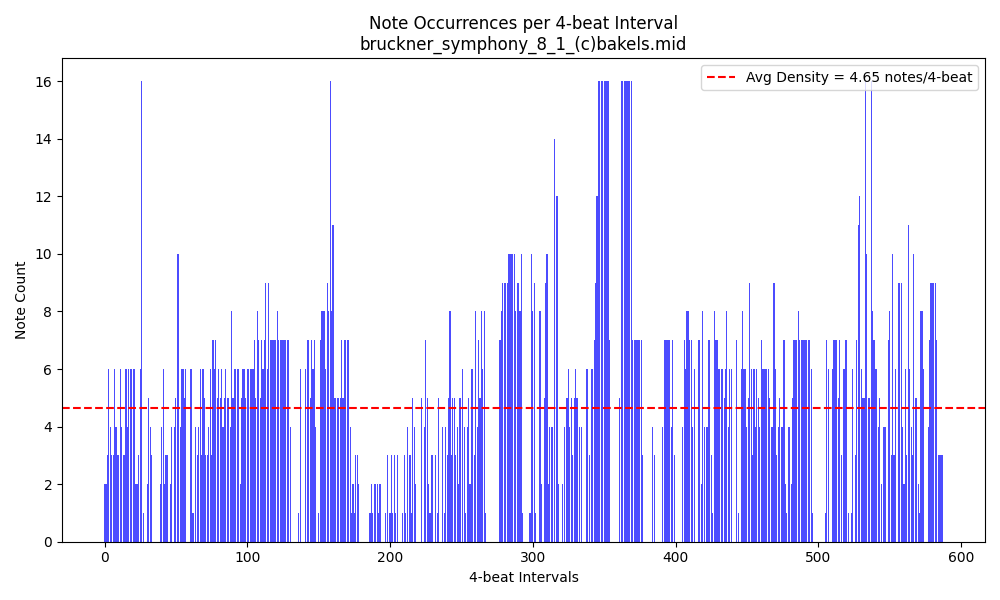 Note Occurrences per 4-beat Interval
bruckner_symphony_8_1_(c)bakels.mid
Avg Density = 4.65 notes/4-beat
Note Count
16
14
12
10
8
6
4
2
0
0 100 200 300 400 500 600
4-beat Intervals